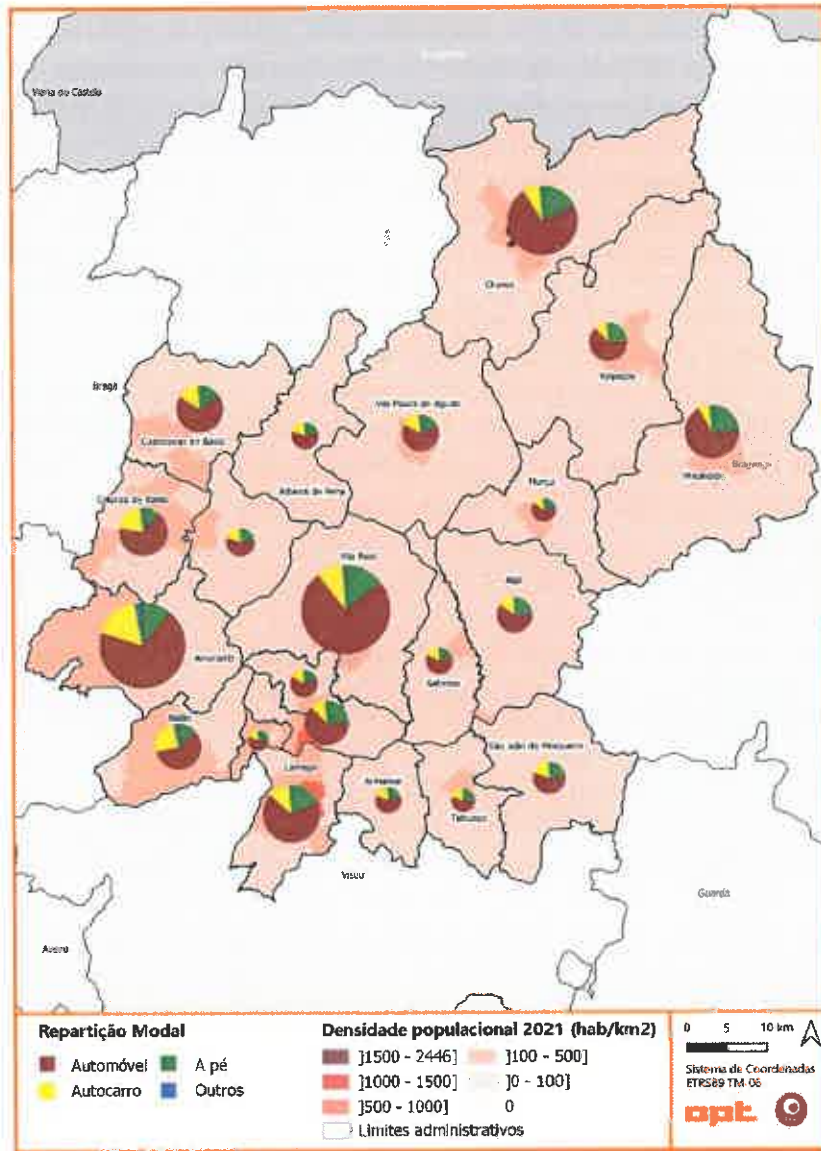 Viana do Castelo
Chaves
Valpaços
Braga
Vila Pouca de Aguiar
Cabeceiras de Basto
Ribeira de Pena
Mirandela
Bragança
Murça
Celorico de Basto
Vila Real
Alijó
Amarante
Sabrosa
Baião
São João da Pesqueira
Lamego
Armamar
Tabuaço
Viseu
Guarda
Aveiro
Repartição Modal
Automóvel
A pé
Autocarro
Outros
Densidade populacional 2021 (hab/km2)
]1500 - 2446]
]100 - 500]
]1000 - 1500]
]0 - 100]
]500 - 1000]
0
Limites administrativos
0 5 10 km
Sistema de Coordenadas
ETRS89 TM-06
opt